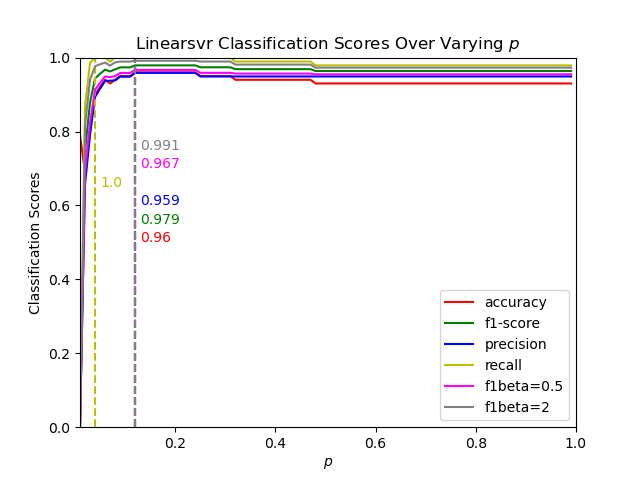 Linearsvr Classification Scores Over Varying p
Classification Scores
1.0
0.8
0.6
0.4
0.2
0.0
0.991
0.967
1.0
0.959
0.979
0.96
accuracy
f1-score
precision
recall
f1beta=0.5
f1beta=2
0.2
0.4
0.6
0.8
1.0
p